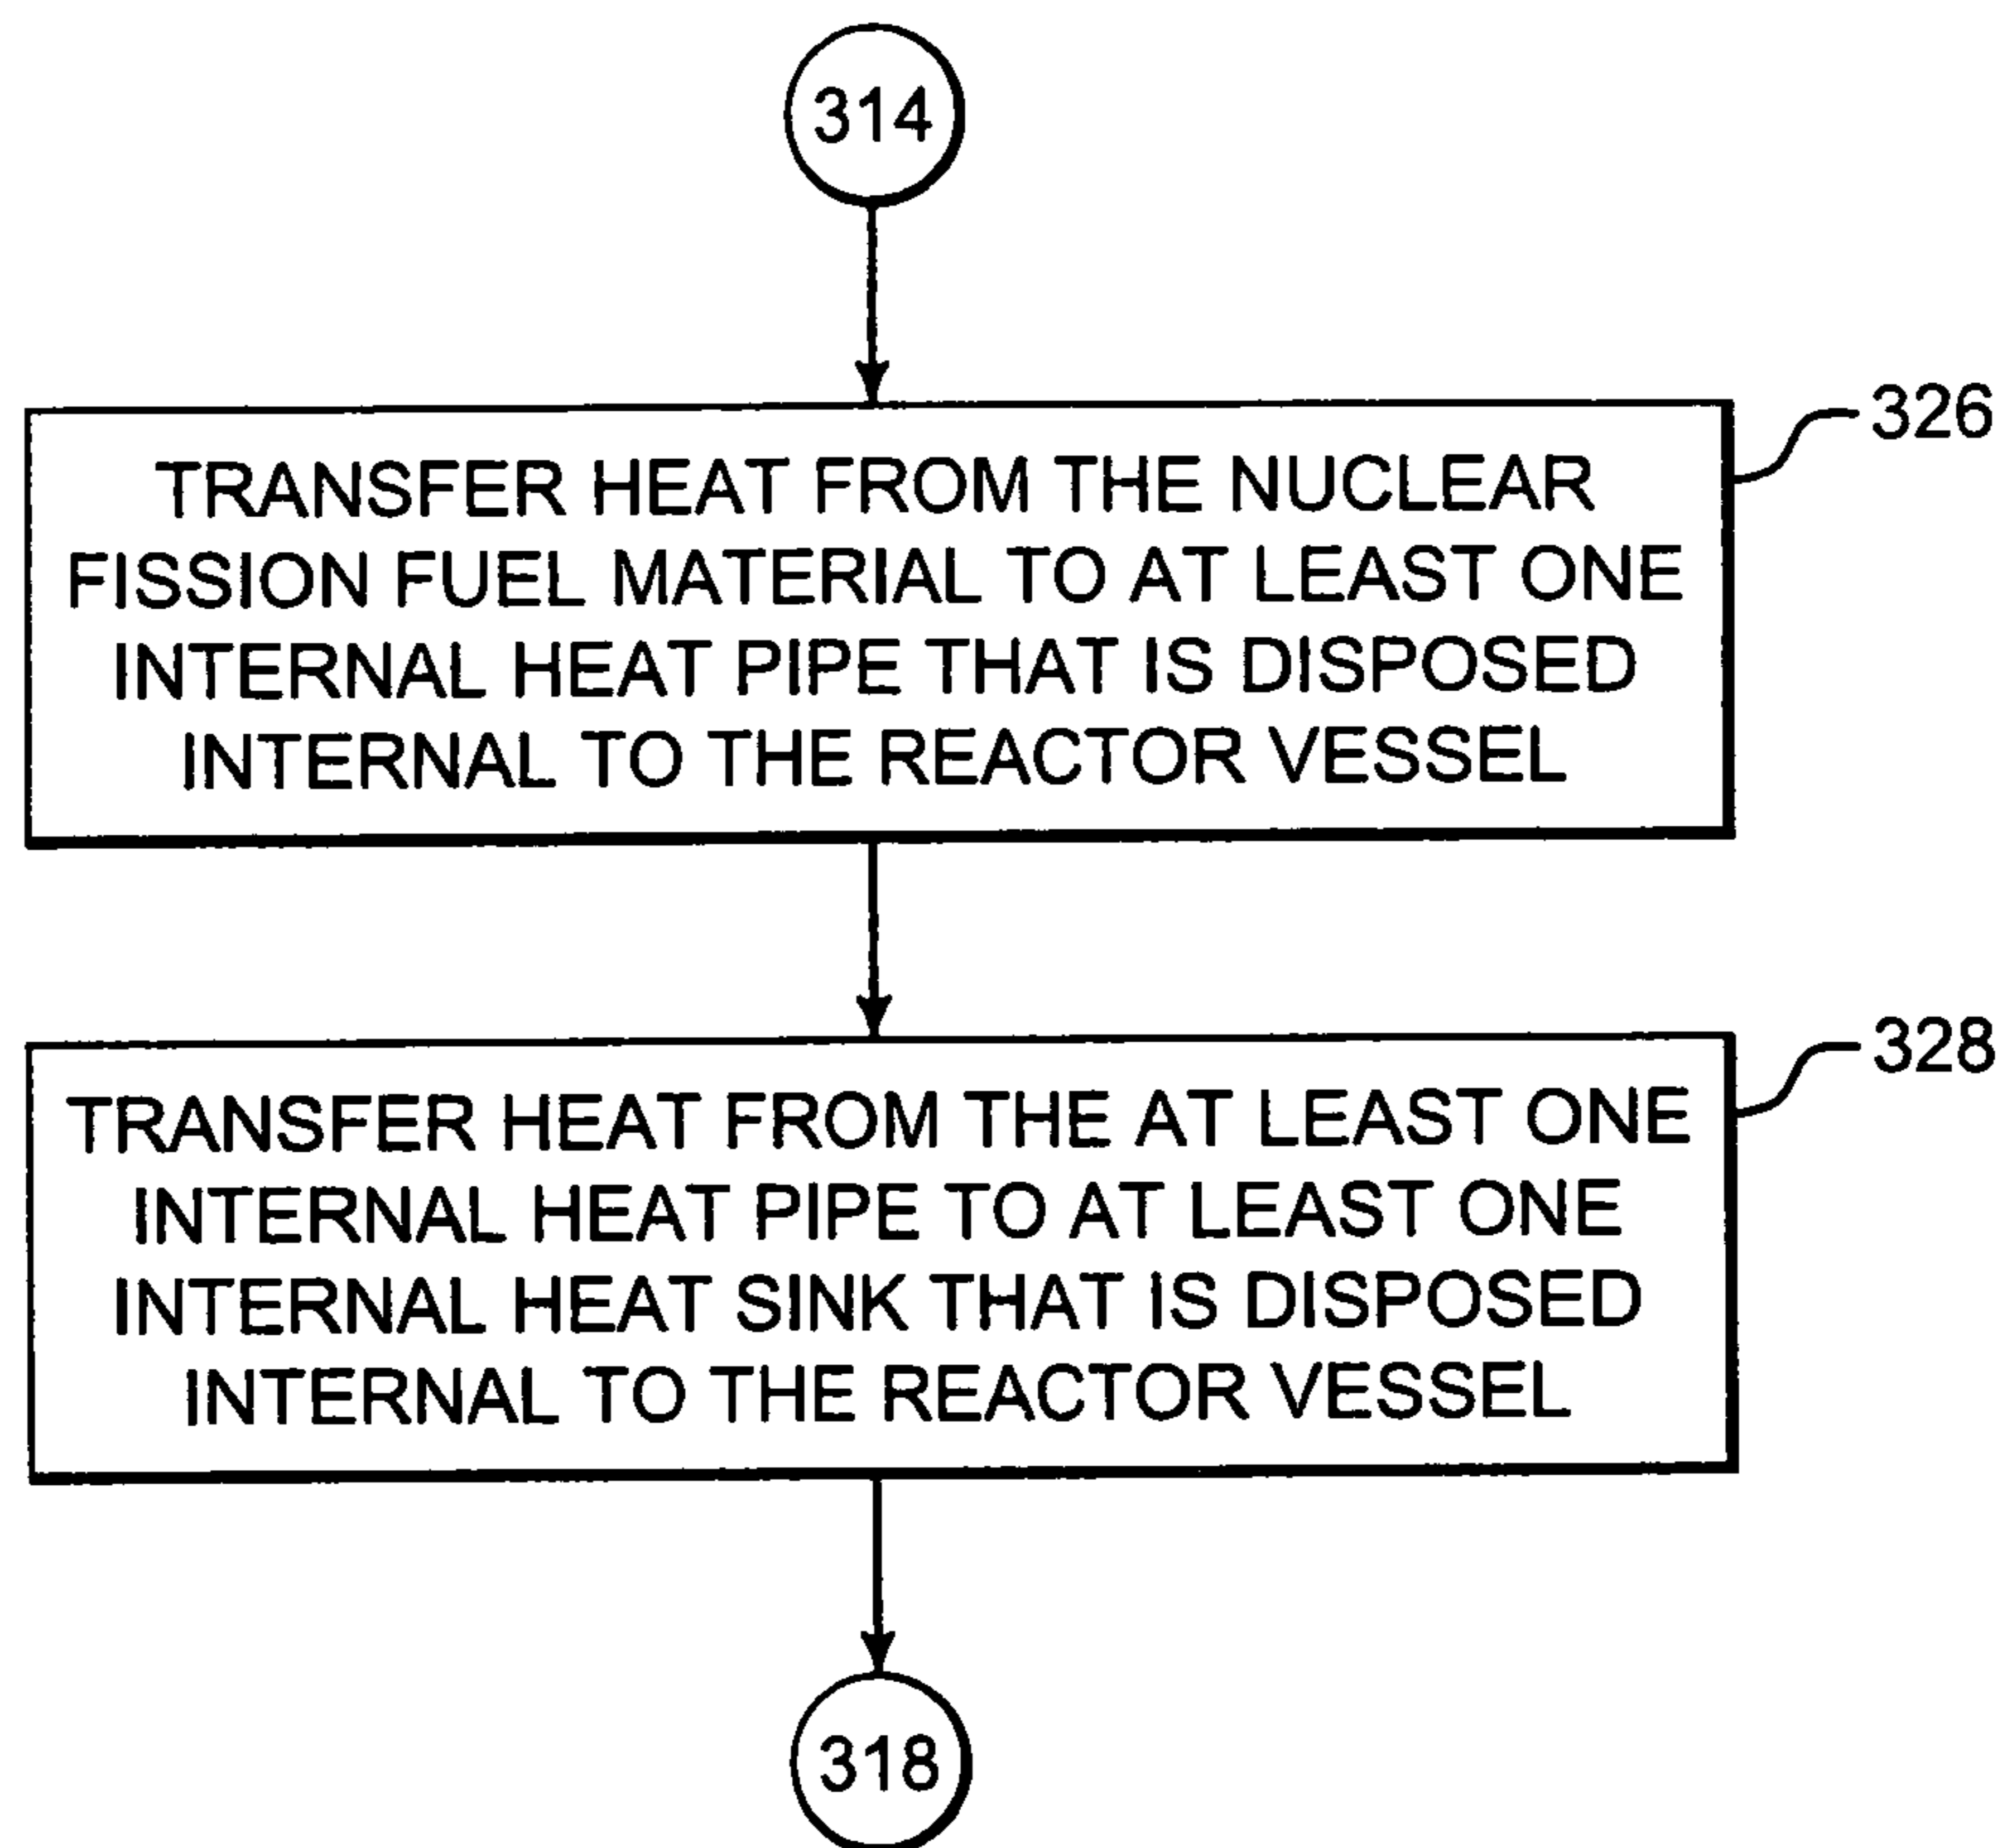 314
326
TRANSFER HEAT FROM THE NUCLEAR
FISSION FUEL MATERIAL TO AT LEAST ONE
INTERNAL HEAT PIPE THAT IS DISPOSED
INTERNAL TO THE REACTOR VESSEL
328
TRANSFER HEAT FROM THE AT LEAST ONE
INTERNAL HEAT PIPE TO AT LEAST ONE
INTERNAL HEAT SINK THAT IS DISPOSED
INTERNAL TO THE REACTOR VESSEL
318